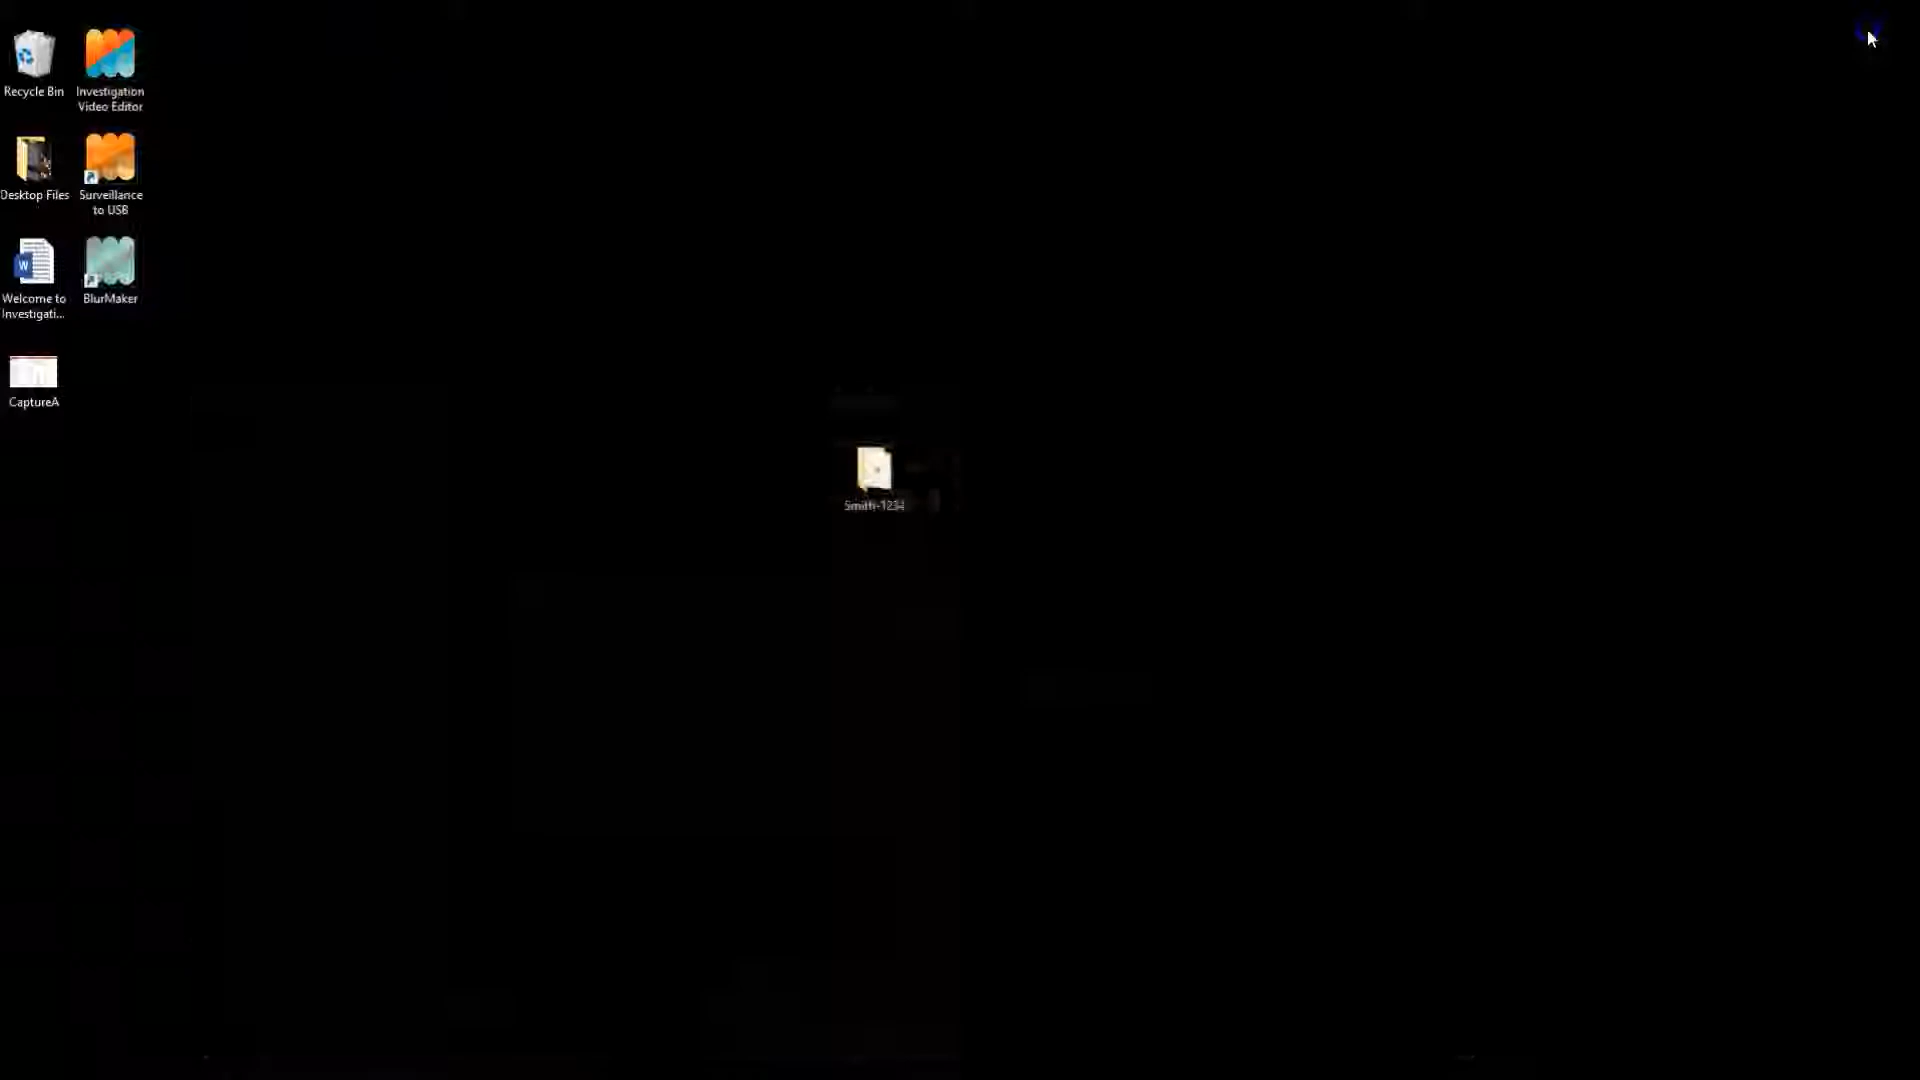 Recycle Bin
Investigation
Video Editor
Desktop Files
Surveillance
to USB
Welcome to
Investigati...
BlurMaker
CaptureA
Smith-1234